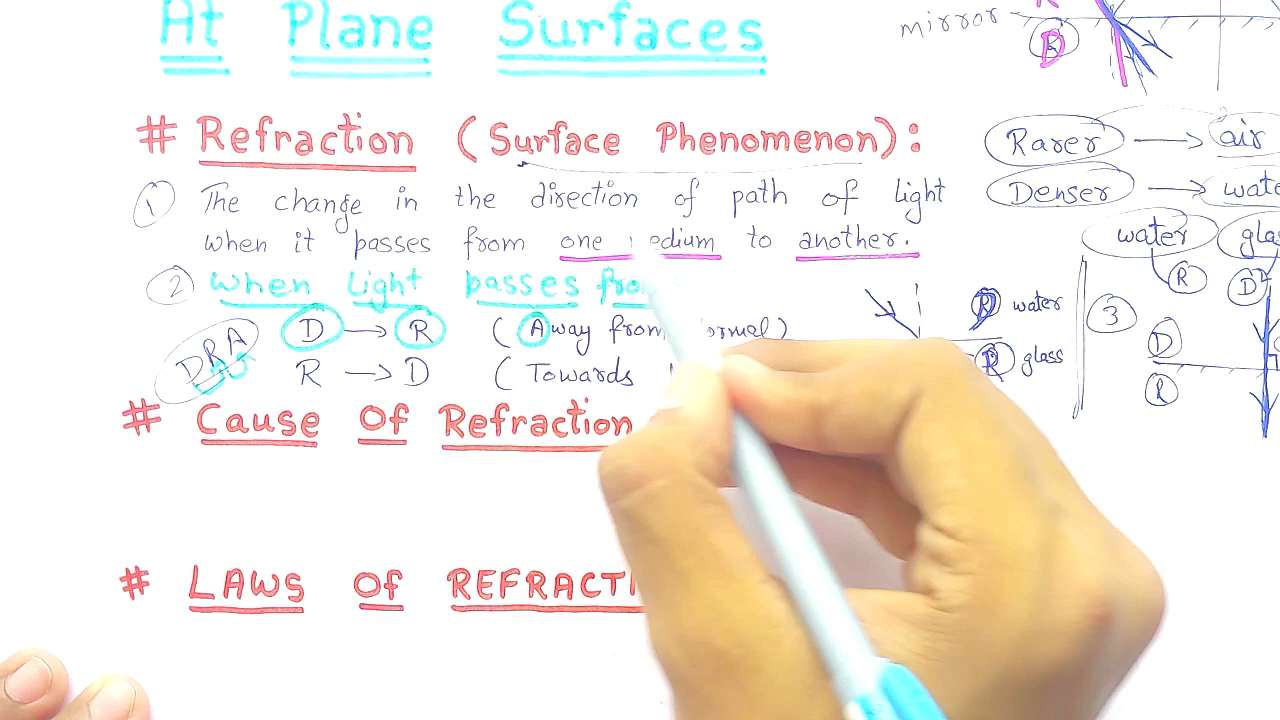 At Plane Surfaces
# Refraction (Surface Phenomenon):
① The change in the direction of path of light
when it passes from one medium to another.
② When Light passes
D → R (Away from Normal)
DRA
R → D (Towards
# Cause Of Refraction
# LAWS Of
mirror
R
Rarer → air
Denser →
water
R D
R water
D glass
③
D
R